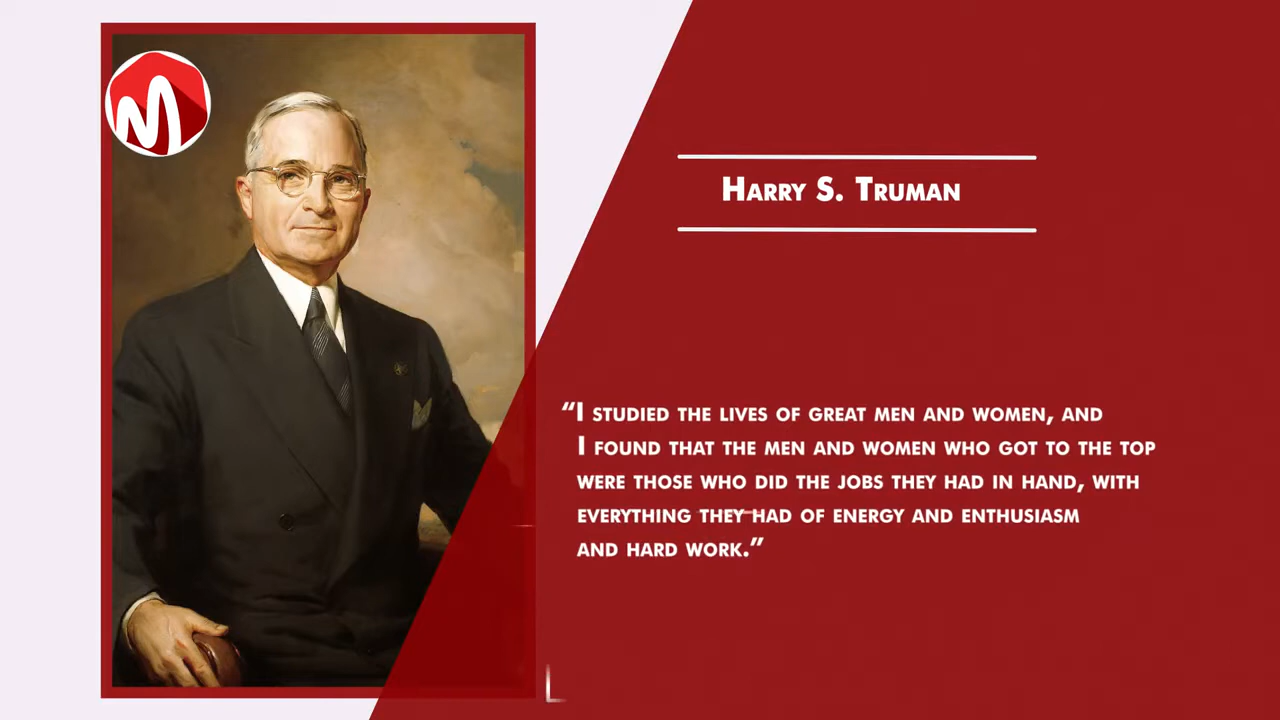 M
Harry S. Truman
“I studied the lives of great men and women, and
I found that the men and women who got to the top
were those who did the jobs they had in hand, with
everything they had of energy and enthusiasm
and hard work.”